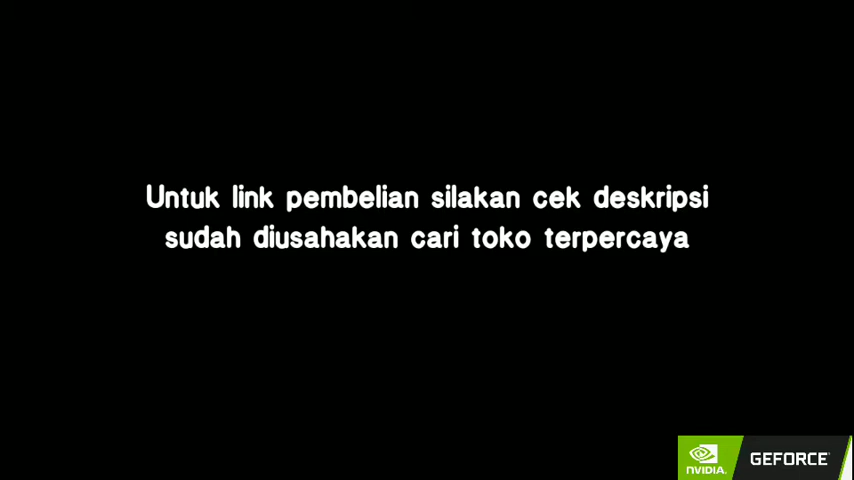 Untuk link pembelian silakan cek deskripsi
sudah diusahakan cari toko terpercaya
NVIDIA.
GEFORCE